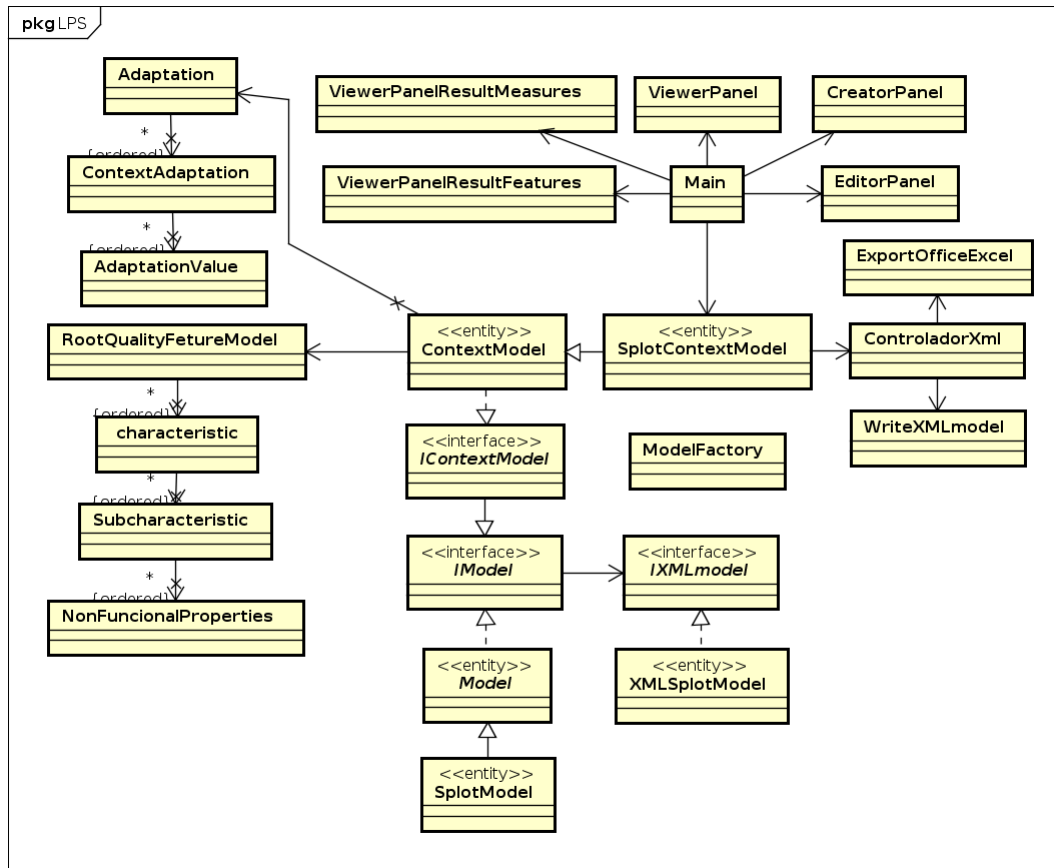 pkg LPS
Adaptation
ViewerPanelResultMeasures
ViewerPanel
CreatorPanel
*
{ordered}
ContextAdaptation
ViewerPanelResultFeatures
Main
EditorPanel
*
{ordered}
AdaptationValue
ExportOfficeExcel
RootQualityFetureModel
<<entity>>
ContextModel
<<entity>>
SplotContextModel
ControladorXml
*
{ordered}
characteristic
<<interface>>
IContextModel
ModelFactory
WriteXMLmodel
*
{ordered}
Subcharacteristic
<<interface>>
IModel
<<interface>>
IXMLmodel
*
{ordered}
NonFuncionalProperties
<<entity>>
Model
<<entity>>
XMLSplotModel
<<entity>>
SplotModel